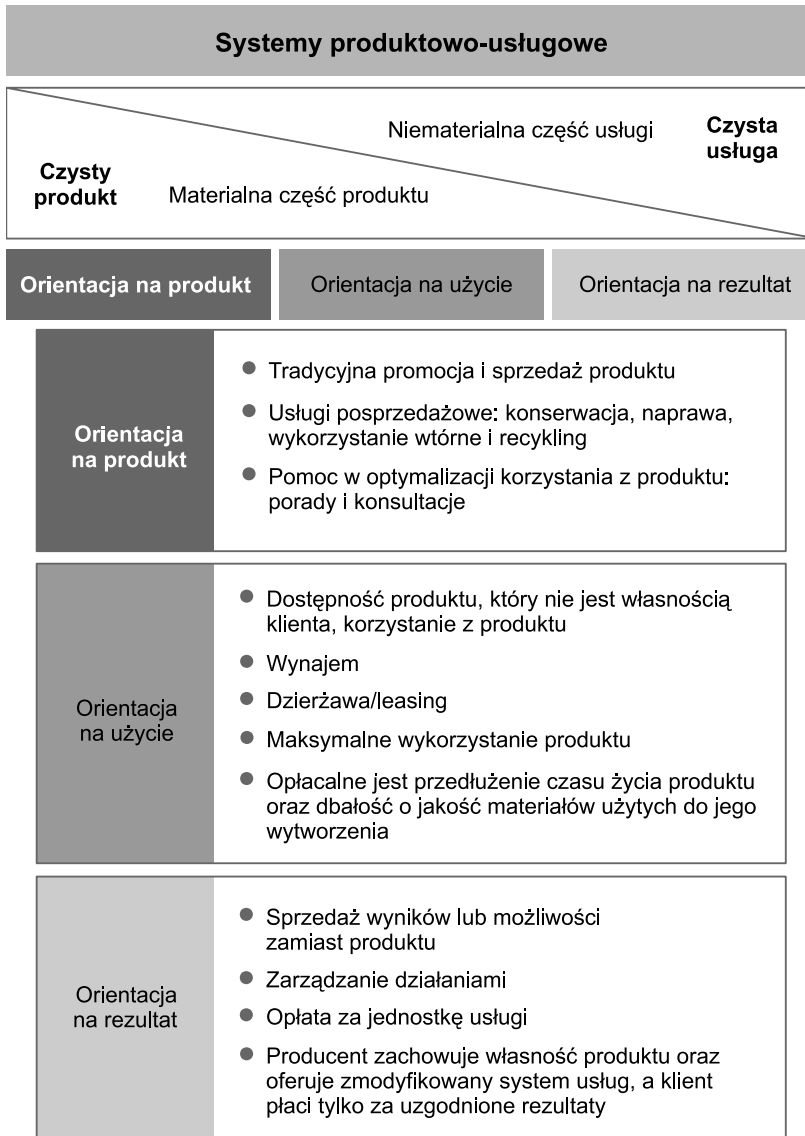 Systemy produktowo-usługowe
Niematerialna część usługi
Czysta
usługa
Czysty
produkt
Materialna część produktu
Orientacja na produkt
Orientacja na użycie
Orientacja na rezultat
Orientacja
na produkt
Tradycyjna promocja i sprzedaż produktu
Usługi posprzedażowe: konserwacja, naprawa,
wykorzystanie wtórne i recykling
Pomoc w optymalizacji korzystania z produktu:
porady i konsultacje
Orientacja
na użycie
Dostępność produktu, który nie jest własnością
klienta, korzystanie z produktu
Wynajem
Dzierżawa/leasing
Maksymalne wykorzystanie produktu
Opłacalne jest przedłużenie czasu życia produktu
oraz dbałość o jakość materiałów użytych do jego
wytworzenia
Orientacja
na rezultat
Sprzedaż wyników lub możliwości
zamiast produktu
Zarządzanie działaniami
Opłata za jednostkę usługi
Producent zachowuje własność produktu oraz
oferuje zmodyfikowany system usług, a klient
płaci tylko za uzgodnione rezultaty